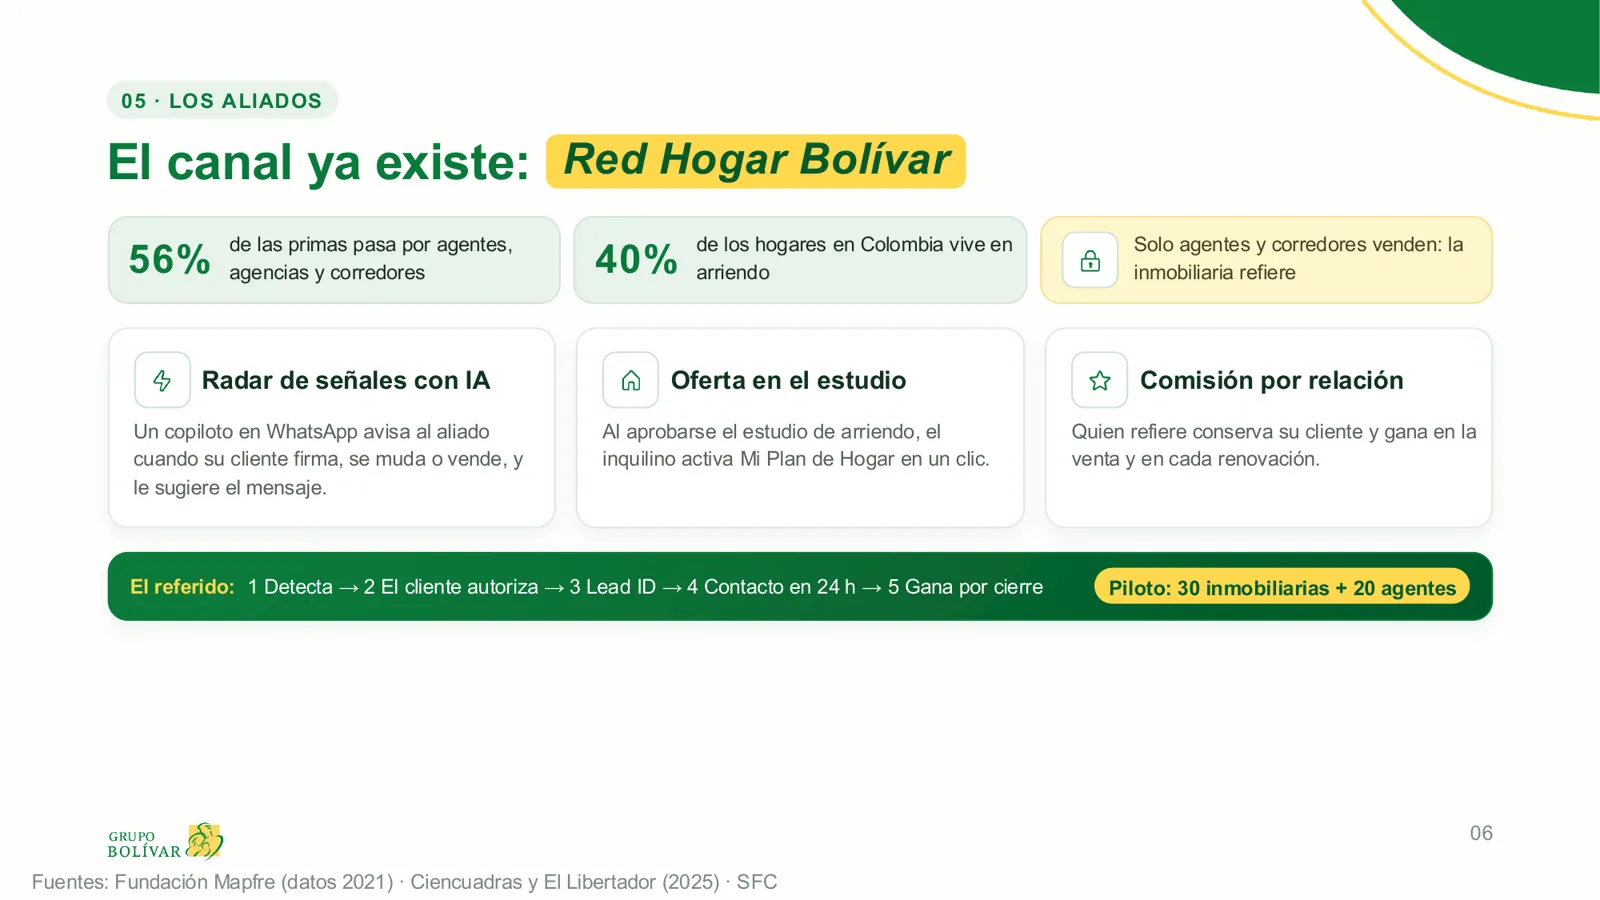 05 · LOS ALIADOS
El canal ya existe: Red Hogar Bolívar
56%
de las primas pasa por agentes,
agencias y corredores
40%
de los hogares en Colombia vive en
arriendo
Solo agentes y corredores venden: la
inmobiliaria refiere
Radar de señales con IA
Un copiloto en WhatsApp avisa al aliado
cuando su cliente firma, se muda o vende, y
le sugiere el mensaje.
Oferta en el estudio
Al aprobarse el estudio de arriendo, el
inquilino activa Mi Plan de Hogar en un clic.
Comisión por relación
Quien refiere conserva su cliente y gana en la
venta y en cada renovación.
El referido: 1 Detecta → 2 El cliente autoriza → 3 Lead ID → 4 Contacto en 24 h → 5 Gana por cierre
Piloto: 30 inmobiliarias + 20 agentes
GRUPO
BOLÍVAR
06
Fuentes: Fundación Mapfre (datos 2021) · Ciencuadras y El Libertador (2025) · SFC